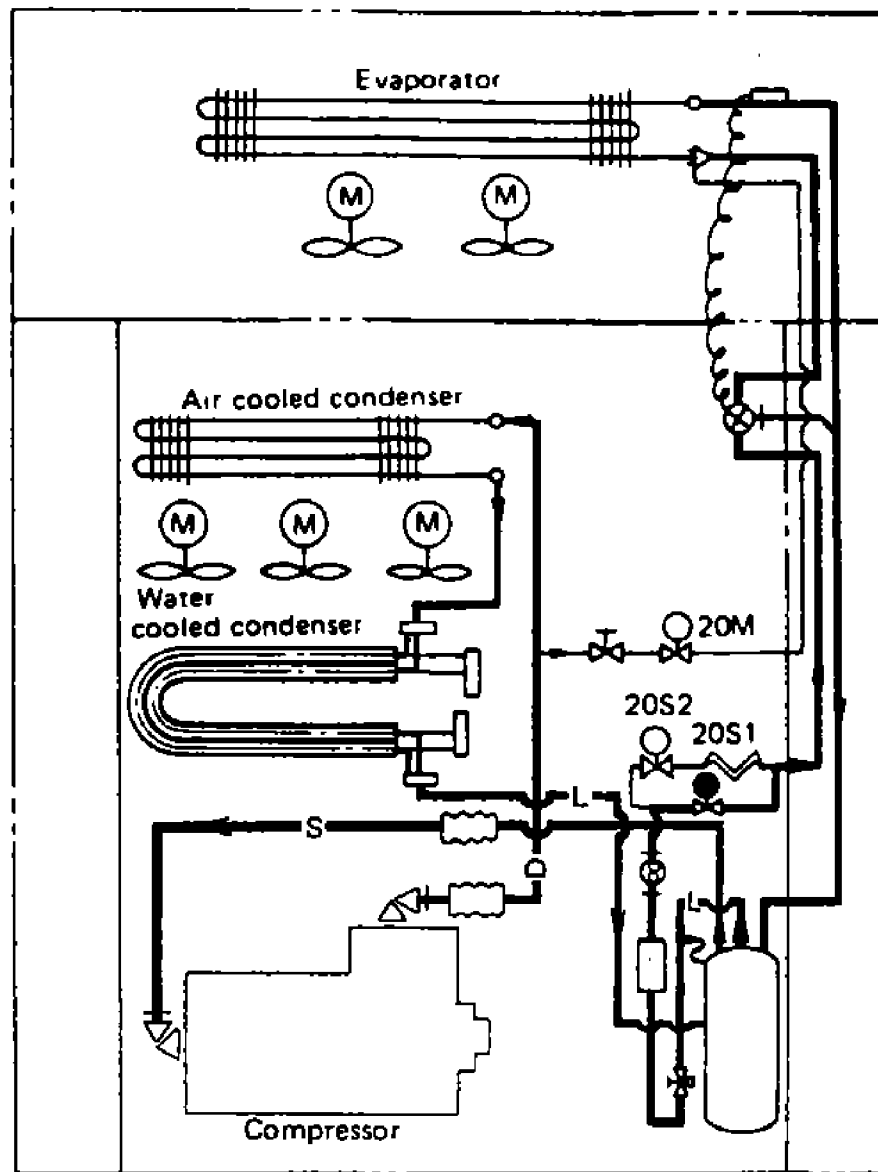 Evaporator
M M
Air cooled condenser
M M M
Water
cooled condenser
20M
20S2
20S1
L
S
D
L
Compressor